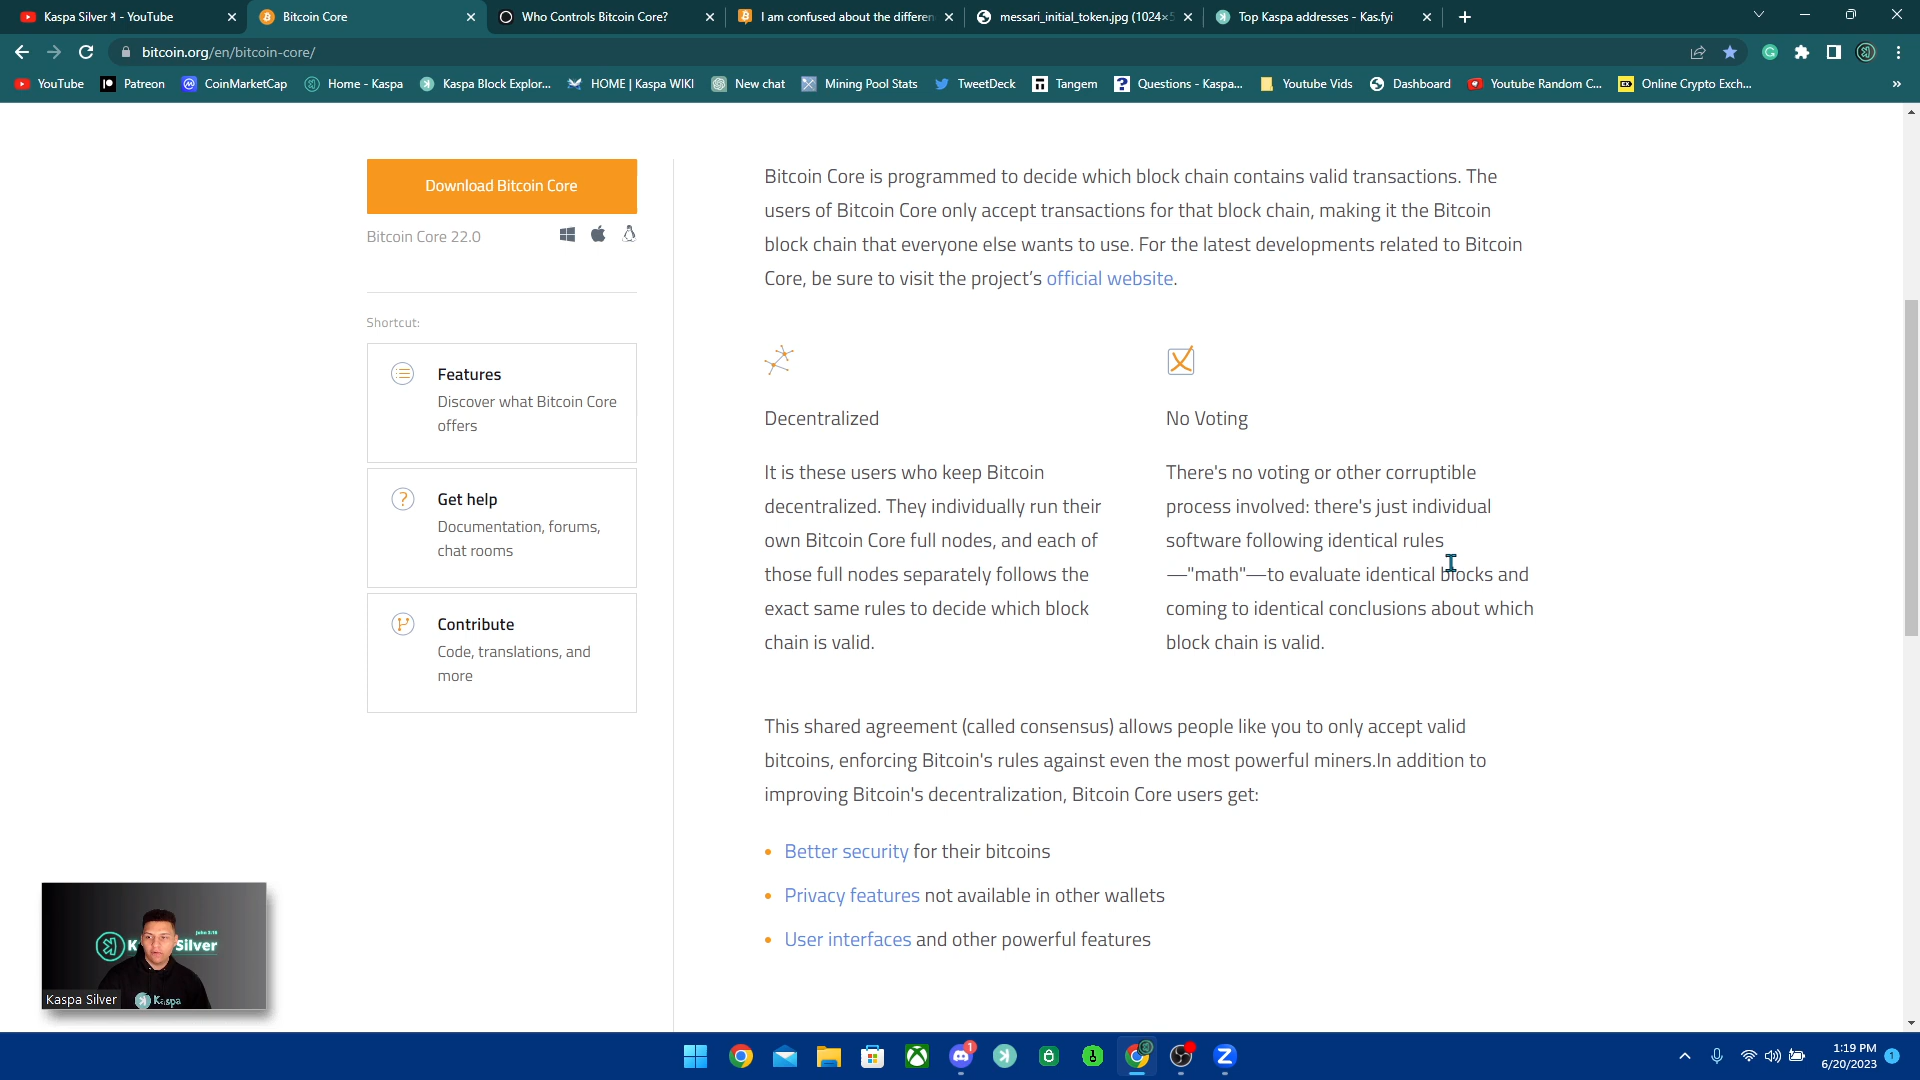 Kaspa Silver - YouTube
Bitcoin Core
Who Controls Bitcoin Core?
I am confused about the differen
messari_initial_token.jpg (1024×
Top Kaspa addresses - Kas.fyi
bitcoin.org/en/bitcoin-core/
YouTube
Patreon
CoinMarketCap
Home - Kaspa
Kaspa Block Explor...
HOME | Kaspa WIKI
New chat
Mining Pool Stats
TweetDeck
Tangem
Questions - Kaspa...
Youtube Vids
Dashboard
Youtube Random C...
Online Crypto Exch...
»
Download Bitcoin Core
Bitcoin Core 22.0
Shortcut:
Features
Discover what Bitcoin Core
offers
Get help
Documentation, forums,
chat rooms
Contribute
Code, translations, and
more
Bitcoin Core is programmed to decide which block chain contains valid transactions. The
users of Bitcoin Core only accept transactions for that block chain, making it the Bitcoin
block chain that everyone else wants to use. For the latest developments related to Bitcoin
Core, be sure to visit the project's official website.
Decentralized
It is these users who keep Bitcoin
decentralized. They individually run their
own Bitcoin Core full nodes, and each of
those full nodes separately follows the
exact same rules to decide which block
chain is valid.
No Voting
There's no voting or other corruptible
process involved: there's just individual
software following identical rules
—"math"—to evaluate identical blocks and
coming to identical conclusions about which
block chain is valid.
This shared agreement (called consensus) allows people like you to only accept valid
bitcoins, enforcing Bitcoin's rules against even the most powerful miners.In addition to
improving Bitcoin's decentralization, Bitcoin Core users get:
• Better security for their bitcoins
• Privacy features not available in other wallets
• User interfaces and other powerful features
John 3:16
Silver
Kaspa
Kaspa Silver
1:19 PM
6/20/2023